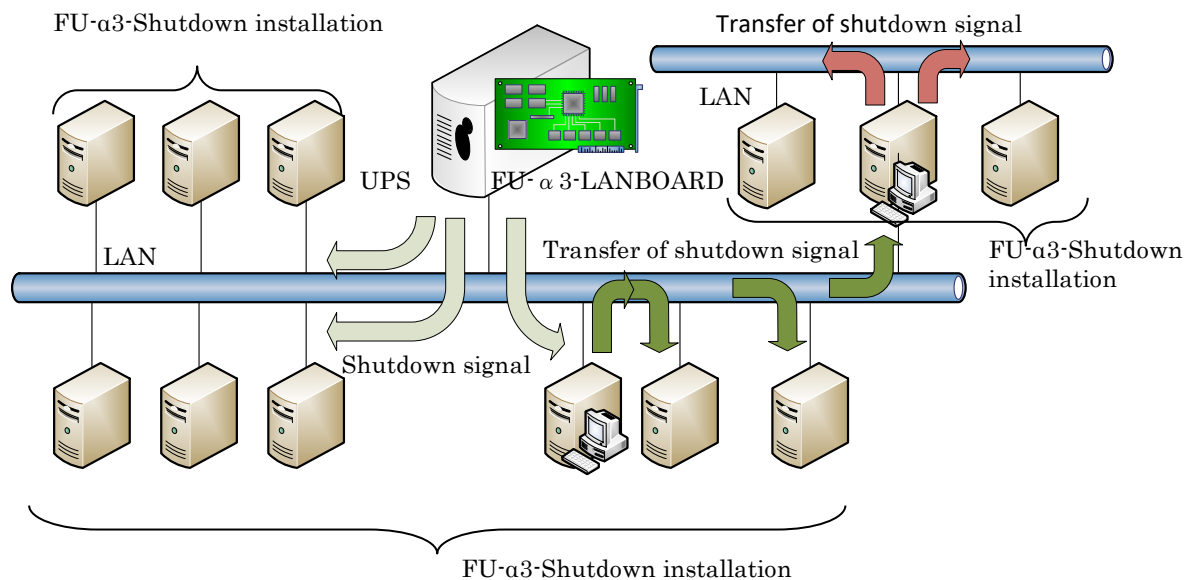 FU-α3-Shutdown installation
Transfer of shutdown signal
LAN
UPS
FU-α3-LANBOARD
LAN
Transfer of shutdown signal
FU-α3-Shutdown
installation
Shutdown signal
FU-α3-Shutdown installation